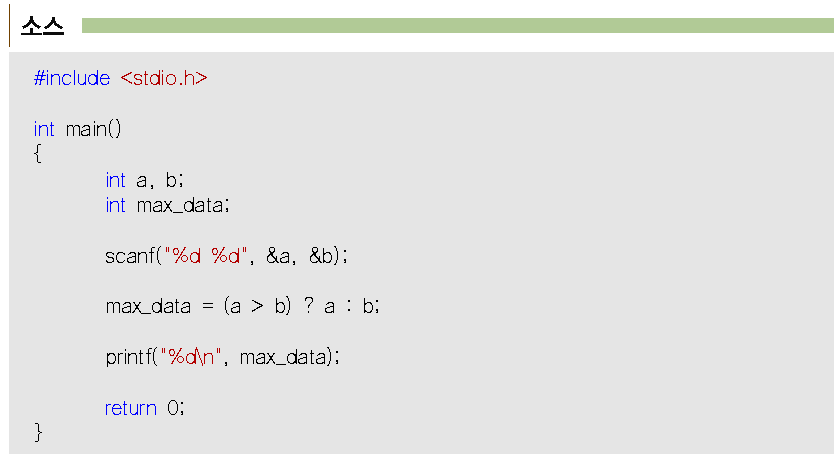 소스
#include <stdio.h>
int main()
{
int a, b;
int max_data;
scanf("%d %d", &a, &b);
max_data = (a > b) ? a : b;
printf("%d\n", max_data);
return 0;
}